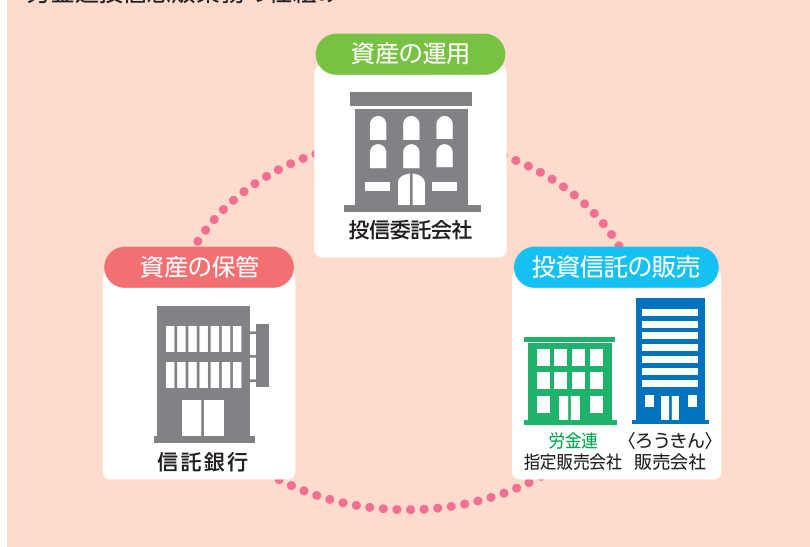 資産の運用
投信委託会社
資産の保管
信託銀行
投資信託の販売
労金連
指定販売会社
〈ろうきん〉
販売会社